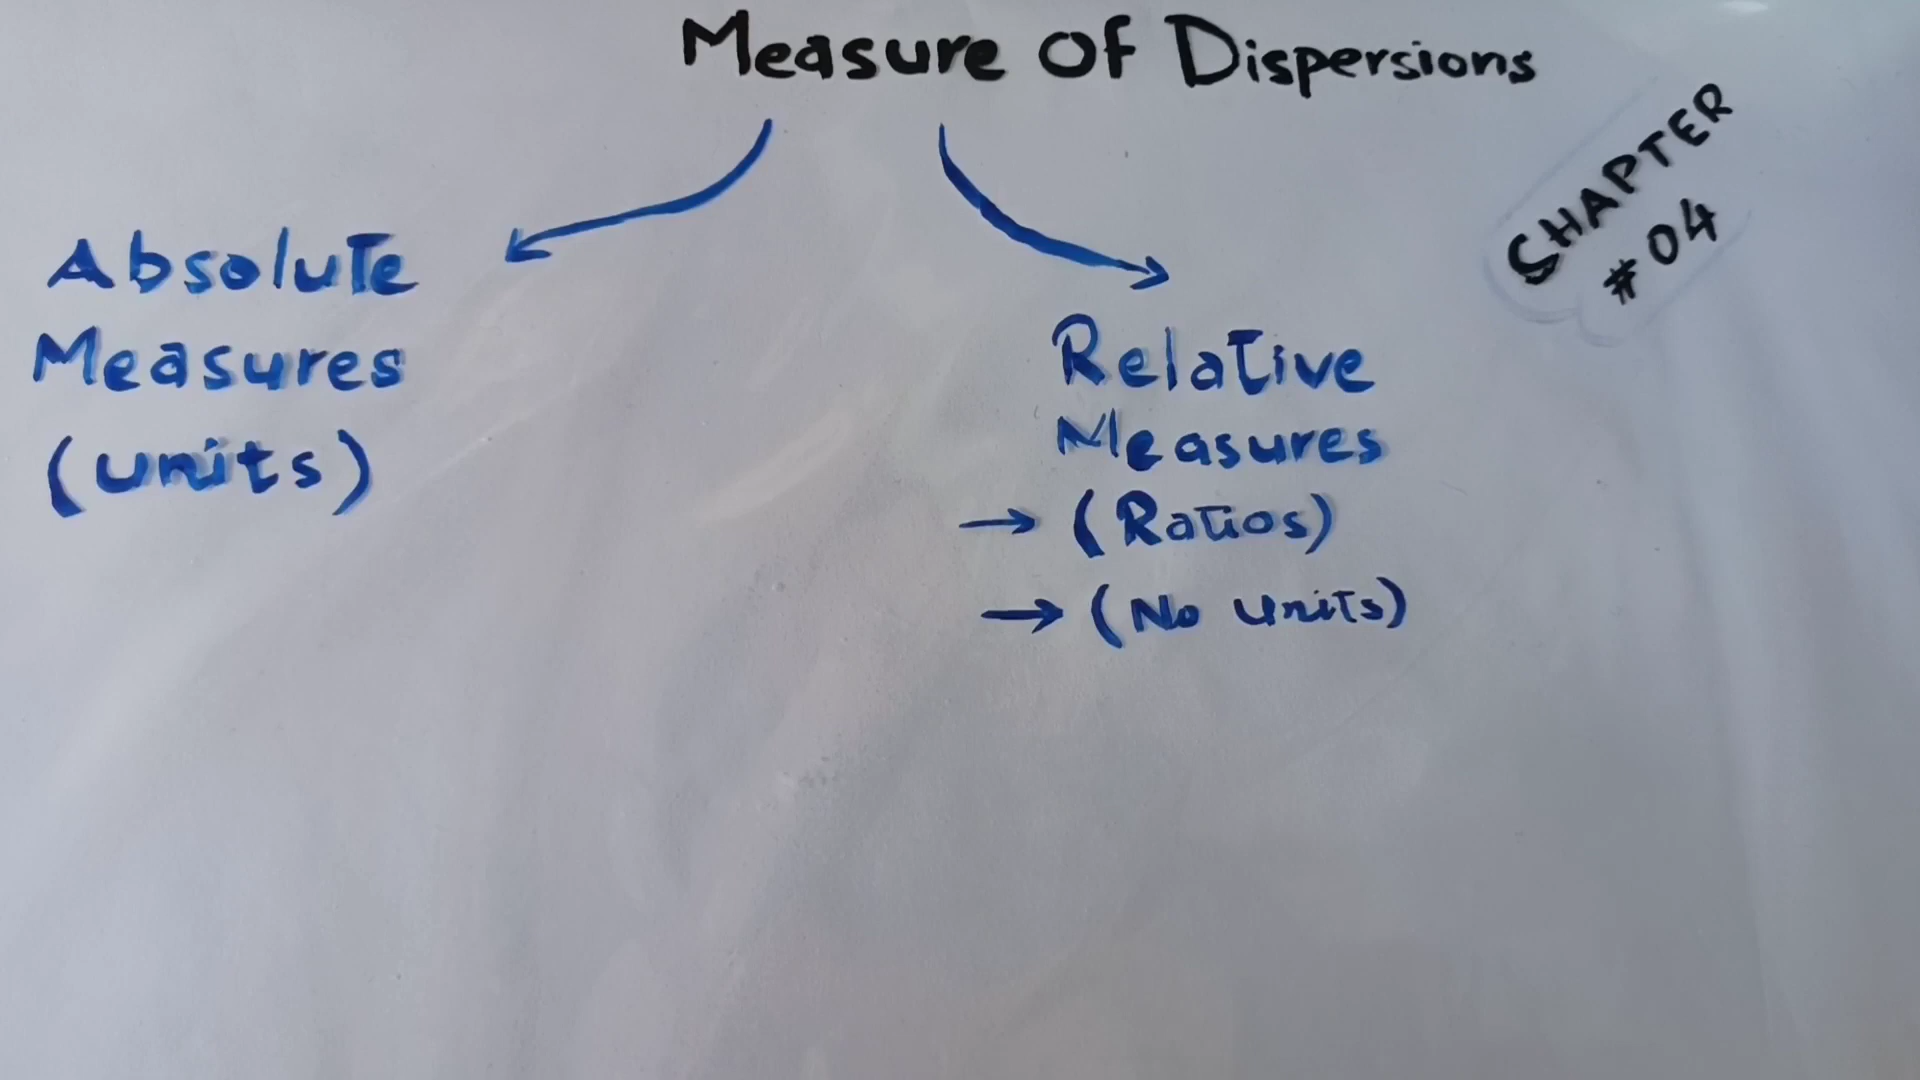 Measure Of Dispersions
CHAPTER
# 04
Absolute
Measures
(units)
Relative
Measures
→ (Ratios)
→ (No units)